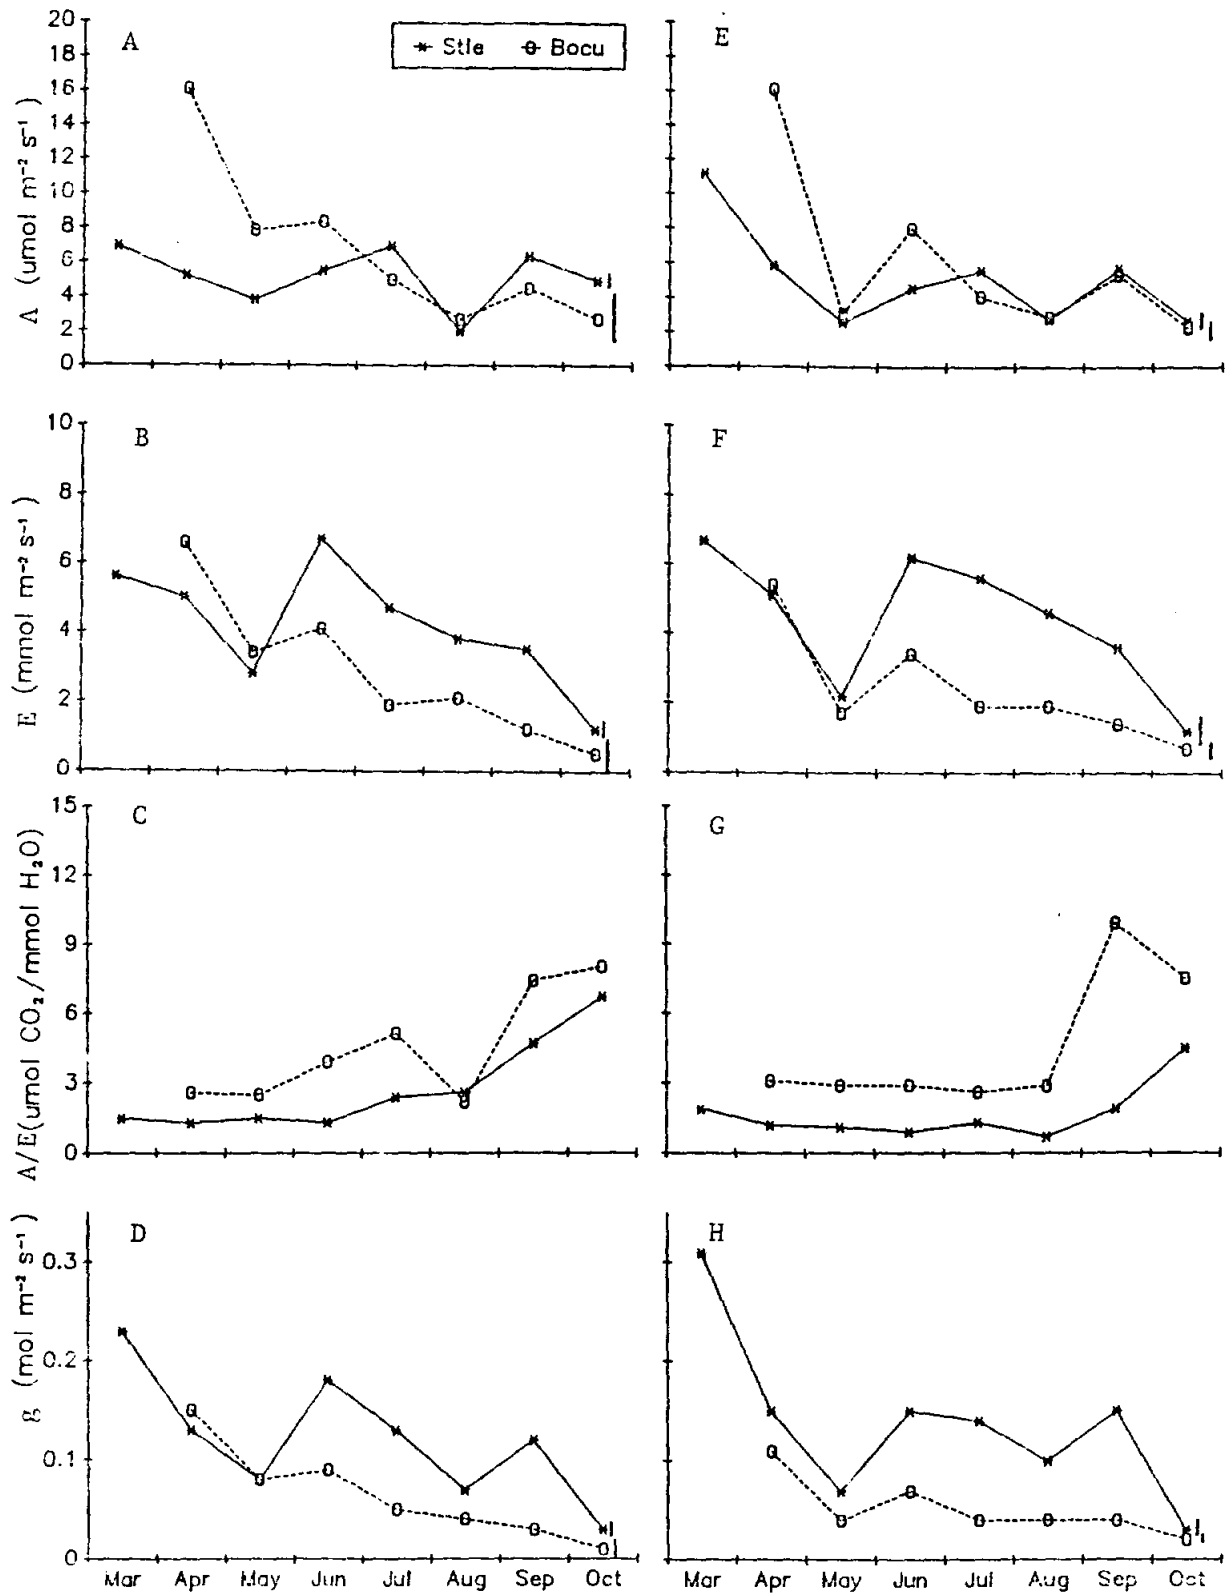 A
Stle Bocu
E
20
18
16
14
12
10
8
6
4
2
0
A (umol m⁻² s⁻¹)
B
F
10
8
6
4
2
0
E (mmol m⁻² s⁻¹)
C
G
15
12
9
6
3
0
A/E(umol CO₂/mmol H₂O)
D
H
0.3
0.2
0.1
0
g (mol m⁻² s⁻¹)
Mar Apr May Jun Jul Aug Sep Oct
Mar Apr May Jun Jul Aug Sep Oct